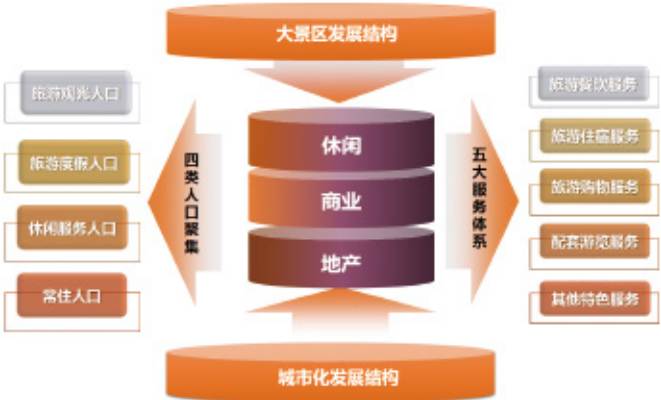 大景区发展结构
旅游观光人口
旅游度假人口
休闲服务人口
常住人口
四类人口聚集
休闲
商业
地产
五大服务体系
旅游餐饮服务
旅游住宿服务
旅游购物服务
配套游览服务
其他特色服务
城市化发展结构